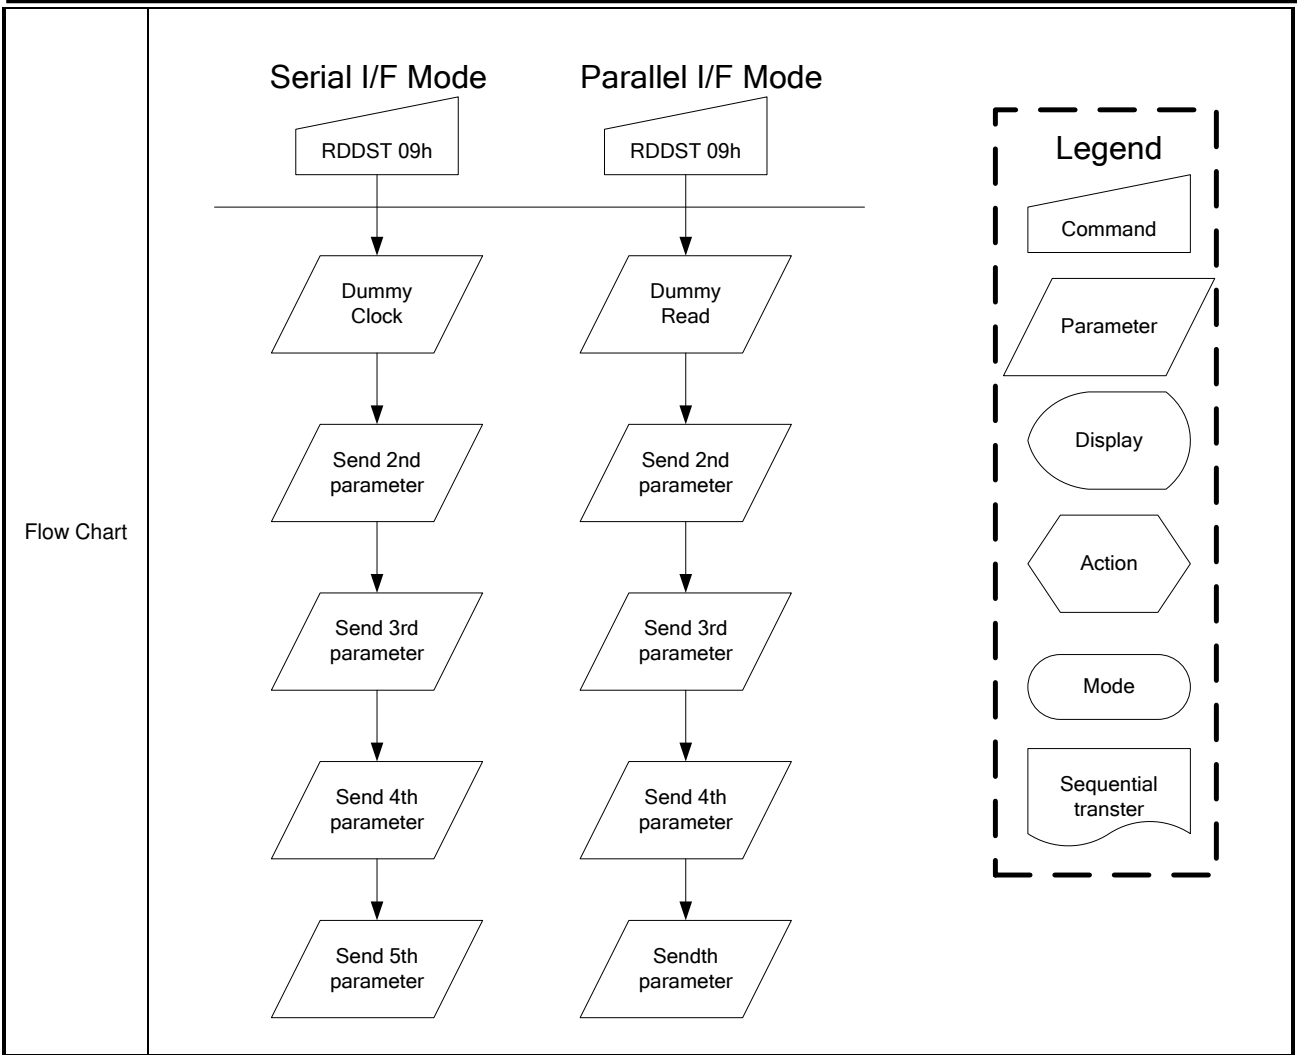 Flow Chart
Serial I/F Mode
RDDST 09h
Dummy
Clock
Send 2nd
parameter
Send 3rd
parameter
Send 4th
parameter
Send 5th
parameter
Parallel I/F Mode
RDDST 09h
Dummy
Read
Send 2nd
parameter
Send 3rd
parameter
Send 4th
parameter
Sendth
parameter
Legend
Command
Parameter
Display
Action
Mode
Sequential
transter